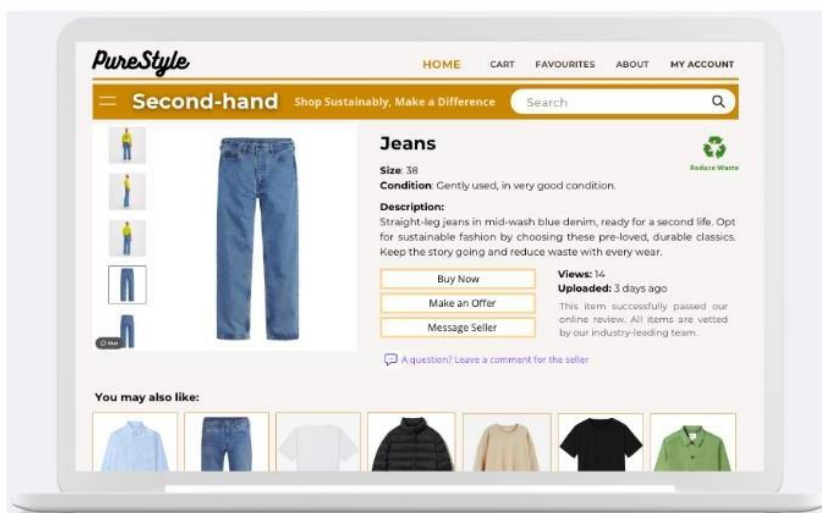 PureStyle
HOME CART FAVOURITES ABOUT MY ACCOUNT
Second-hand Shop Sustainably, Make a Difference Search
Jeans
Reduce Waste
Size: 38
Condition: Gently used, in very good condition.
Description:
Straight-leg jeans in mid-wash blue denim, ready for a second life. Opt
for sustainable fashion by choosing these pre-loved, durable classics.
Keep the story going and reduce waste with every wear.
Buy Now
Make an Offer
Message Seller
Views: 14
Uploaded: 3 days ago
This item successfully passed our
online review. All items are vetted
by our industry-leading team.
A question? Leave a comment for the seller
You may also like: